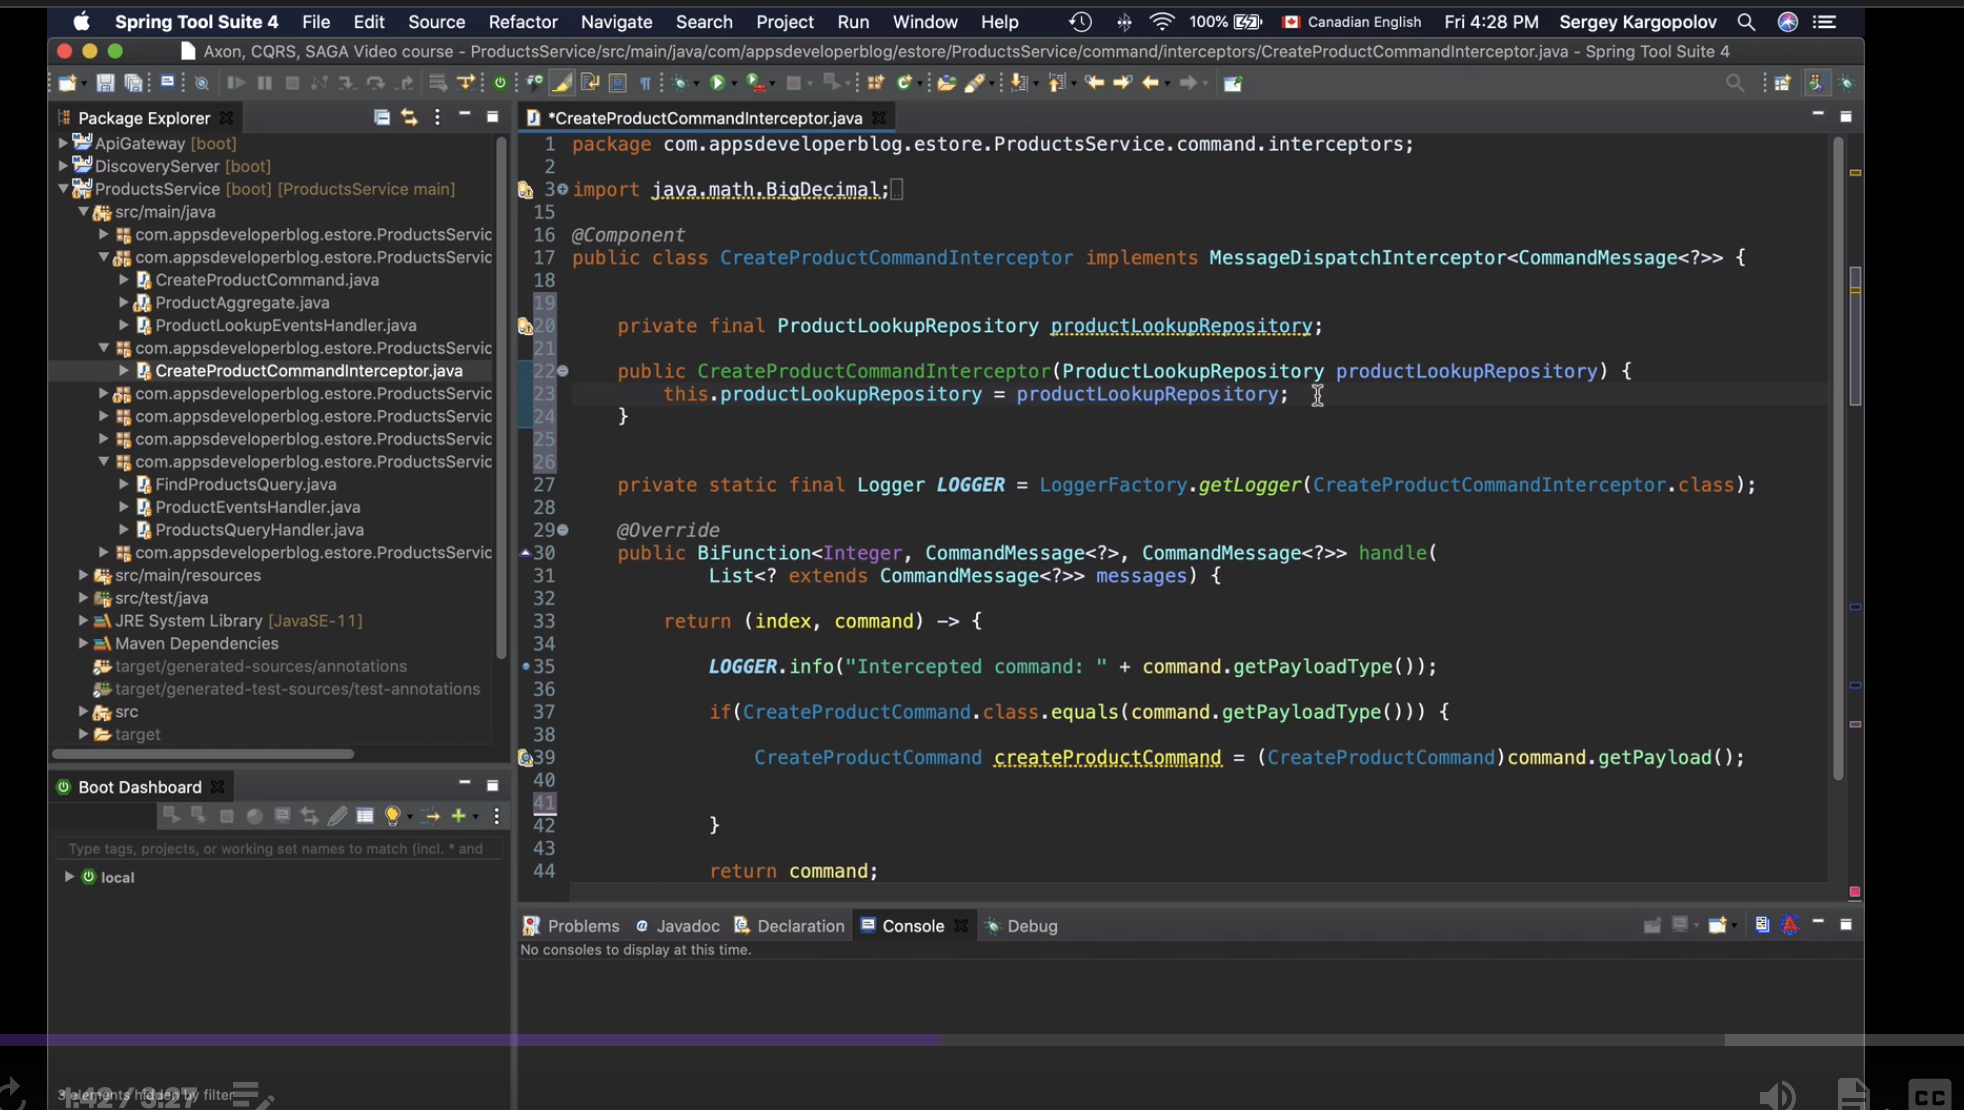 Spring Tool Suite 4 File Edit Source Refactor Navigate Search Project Run Window Help 100% Canadian English Fri 4:28 PM Sergey Kargopolov
Axon, CQRS, SAGA Video course - ProductsService/src/main/java/com/appsdeveloperblog/estore/ProductsService/command/interceptors/CreateProductCommandInterceptor.java - Spring Tool Suite 4
Package Explorer
ApiGateway [boot]
DiscoveryServer [boot]
ProductsService [boot] [ProductsService main]
src/main/java
com.appsdeveloperblog.estore.ProductsServic
com.appsdeveloperblog.estore.ProductsServic
CreateProductCommand.java
ProductAggregate.java
ProductLookupEventsHandler.java
com.appsdeveloperblog.estore.ProductsServic
CreateProductCommandInterceptor.java
com.appsdeveloperblog.estore.ProductsServic
com.appsdeveloperblog.estore.ProductsServic
com.appsdeveloperblog.estore.ProductsServic
com.appsdeveloperblog.estore.ProductsServic
FindProductsQuery.java
ProductEventsHandler.java
ProductsQueryHandler.java
com.appsdeveloperblog.estore.ProductsServic
src/main/resources
src/test/java
JRE System Library [JavaSE-11]
Maven Dependencies
target/generated-sources/annotations
target/generated-test-sources/test-annotations
src
target
Boot Dashboard
Type tags, projects, or working set names to match (incl. * and
local
3 elements hidden by filter
1:42 / 3:27
*CreateProductCommandInterceptor.java
1 package com.appsdeveloperblog.estore.ProductsService.command.interceptors;
2
3 import java.math.BigDecimal;
15
16 @Component
17 public class CreateProductCommandInterceptor implements MessageDispatchInterceptor<CommandMessage<?>> {
18
19
20 private final ProductLookupRepository productLookupRepository;
21
22 public CreateProductCommandInterceptor(ProductLookupRepository productLookupRepository) {
23 this.productLookupRepository = productLookupRepository;
24 }
25
26
27 private static final Logger LOGGER = LoggerFactory.getLogger(CreateProductCommandInterceptor.class);
28
29 @Override
30 public BiFunction<Integer, CommandMessage<?>, CommandMessage<?>> handle(
31 List<? extends CommandMessage<?>> messages) {
32
33 return (index, command) -> {
34
35 LOGGER.info("Intercepted command: " + command.getPayloadType());
36
37 if(CreateProductCommand.class.equals(command.getPayloadType())) {
38
39 CreateProductCommand createProductCommand = (CreateProductCommand)command.getPayload();
40
41
42 }
43
44 return command;
Problems @ Javadoc Declaration Console Debug
No consoles to display at this time.
CC